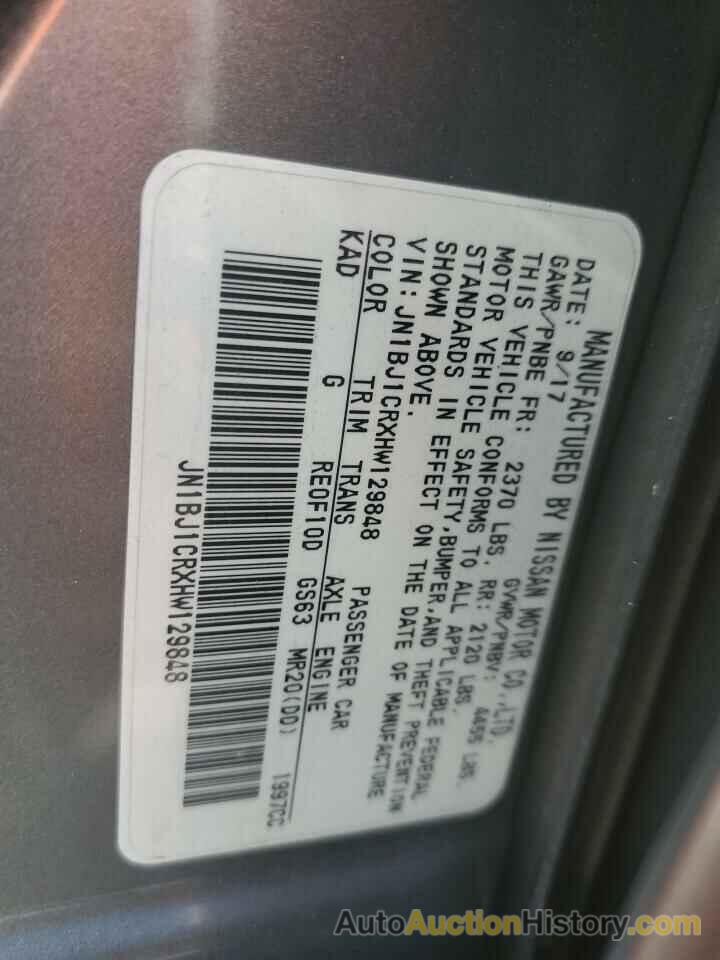 MANUFACTURED BY NISSAN MOTOR CO.,LTD.
DATE: 9/17 GVWR/PNBV: 4455 LBS.
GAWR/PNBE FR: 2370 LBS. RR: 2120 LBS.
THIS VEHICLE CONFORMS TO ALL APPLICABLE FEDERAL
MOTOR VEHICLE SAFETY,BUMPER,AND THEFT PREVENTION
STANDARDS IN EFFECT ON THE DATE OF MANUFACTURE
SHOWN ABOVE.
VIN:JN1BJ1CRXHW129848 PASSENGER CAR
COLOR TRIM TRANS AXLE ENGINE
KAD G RE0F10D GS63 MR20(DD) 1997CC
JN1BJ1CRXHW129848
AutoAuctionHistory.com